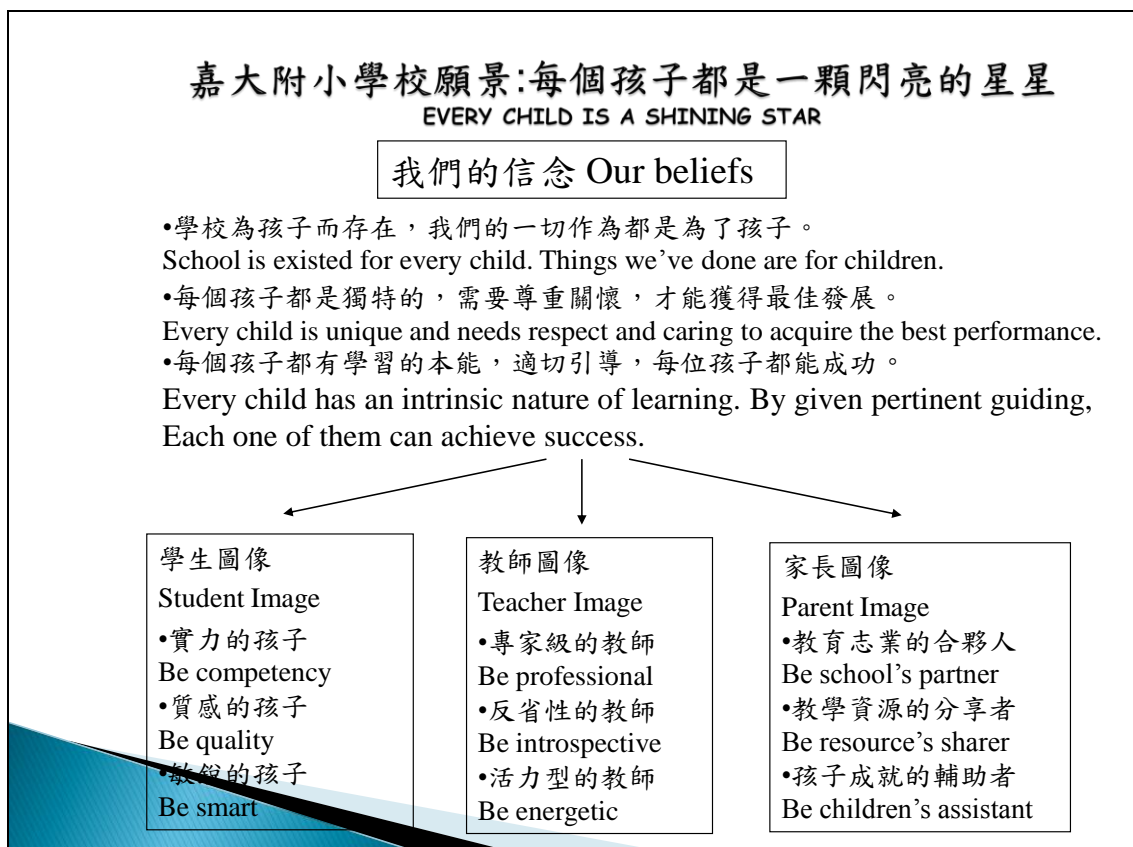 嘉大附小學校願景:每個孩子都是一顆閃亮的星星
EVERY CHILD IS A SHINING STAR
我們的信念 Our beliefs
•學校為孩子而存在，我們的一切作為都是為了孩子。
School is existed for every child. Things we’ve done are for children.
•每個孩子都是獨特的，需要尊重關懷，才能獲得最佳發展。
Every child is unique and needs respect and caring to acquire the best performance.
•每個孩子都有學習的本能，適切引導，每位孩子都能成功。
Every child has an intrinsic nature of learning. By given pertinent guiding,
Each one of them can achieve success.
學生圖像
Student Image
•實力的孩子
Be competency
•質感的孩子
Be quality
•敏銳的孩子
Be smart
教師圖像
Teacher Image
•專家級的教師
Be professional
•反省性的教師
Be introspective
•活力型的教師
Be energetic
家長圖像
Parent Image
•教育志業的合夥人
Be school’s partner
•教學資源的分享者
Be resource’s sharer
•孩子成就的輔助者
Be children’s assistant